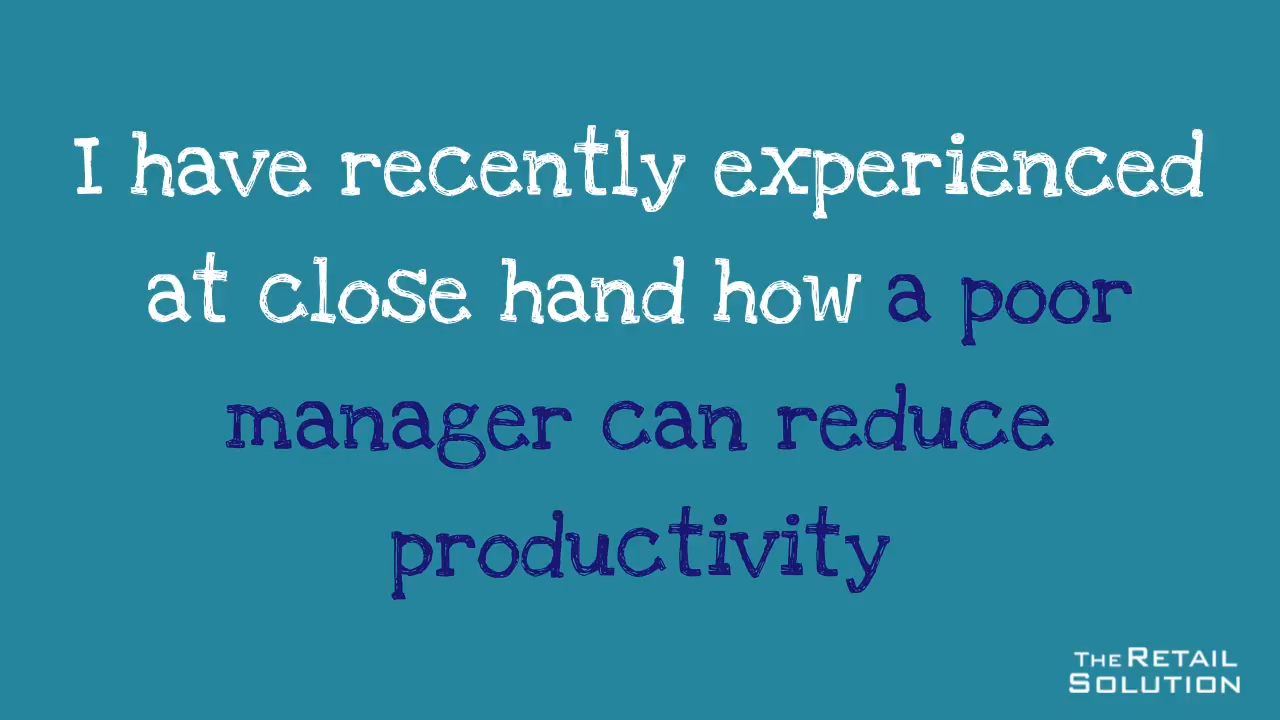 I have recently experienced
at close hand how a poor
manager can reduce
productivity
THE RETAIL
SOLUTION